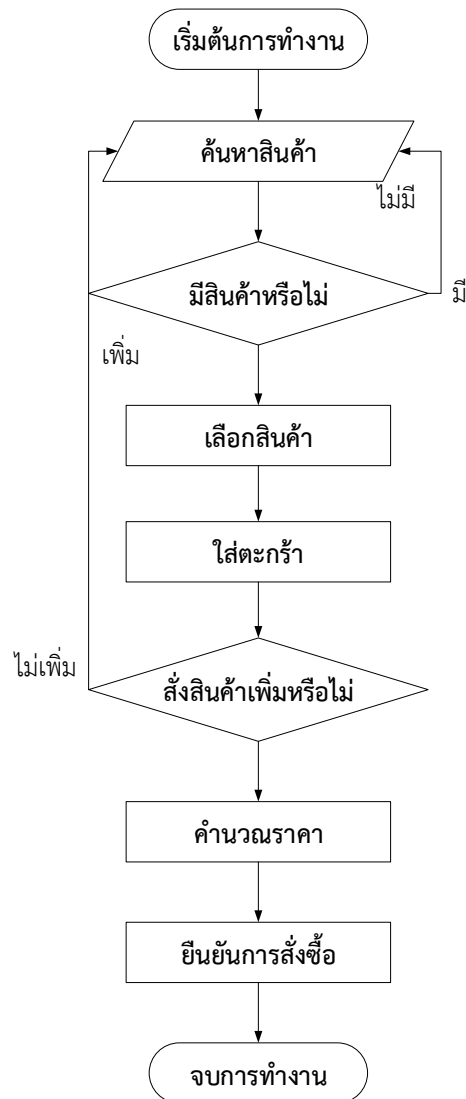 เริ่มต้นการทำงาน
ค้นหาสินค้า
ไม่มี
มีสินค้าหรือไม่
มี
เพิ่ม
เลือกสินค้า
ใส่ตะกร้า
ไม่เพิ่ม
สั่งสินค้าเพิ่มหรือไม่
คำนวณราคา
ยืนยันการสั่งซื้อ
จบการทำงาน